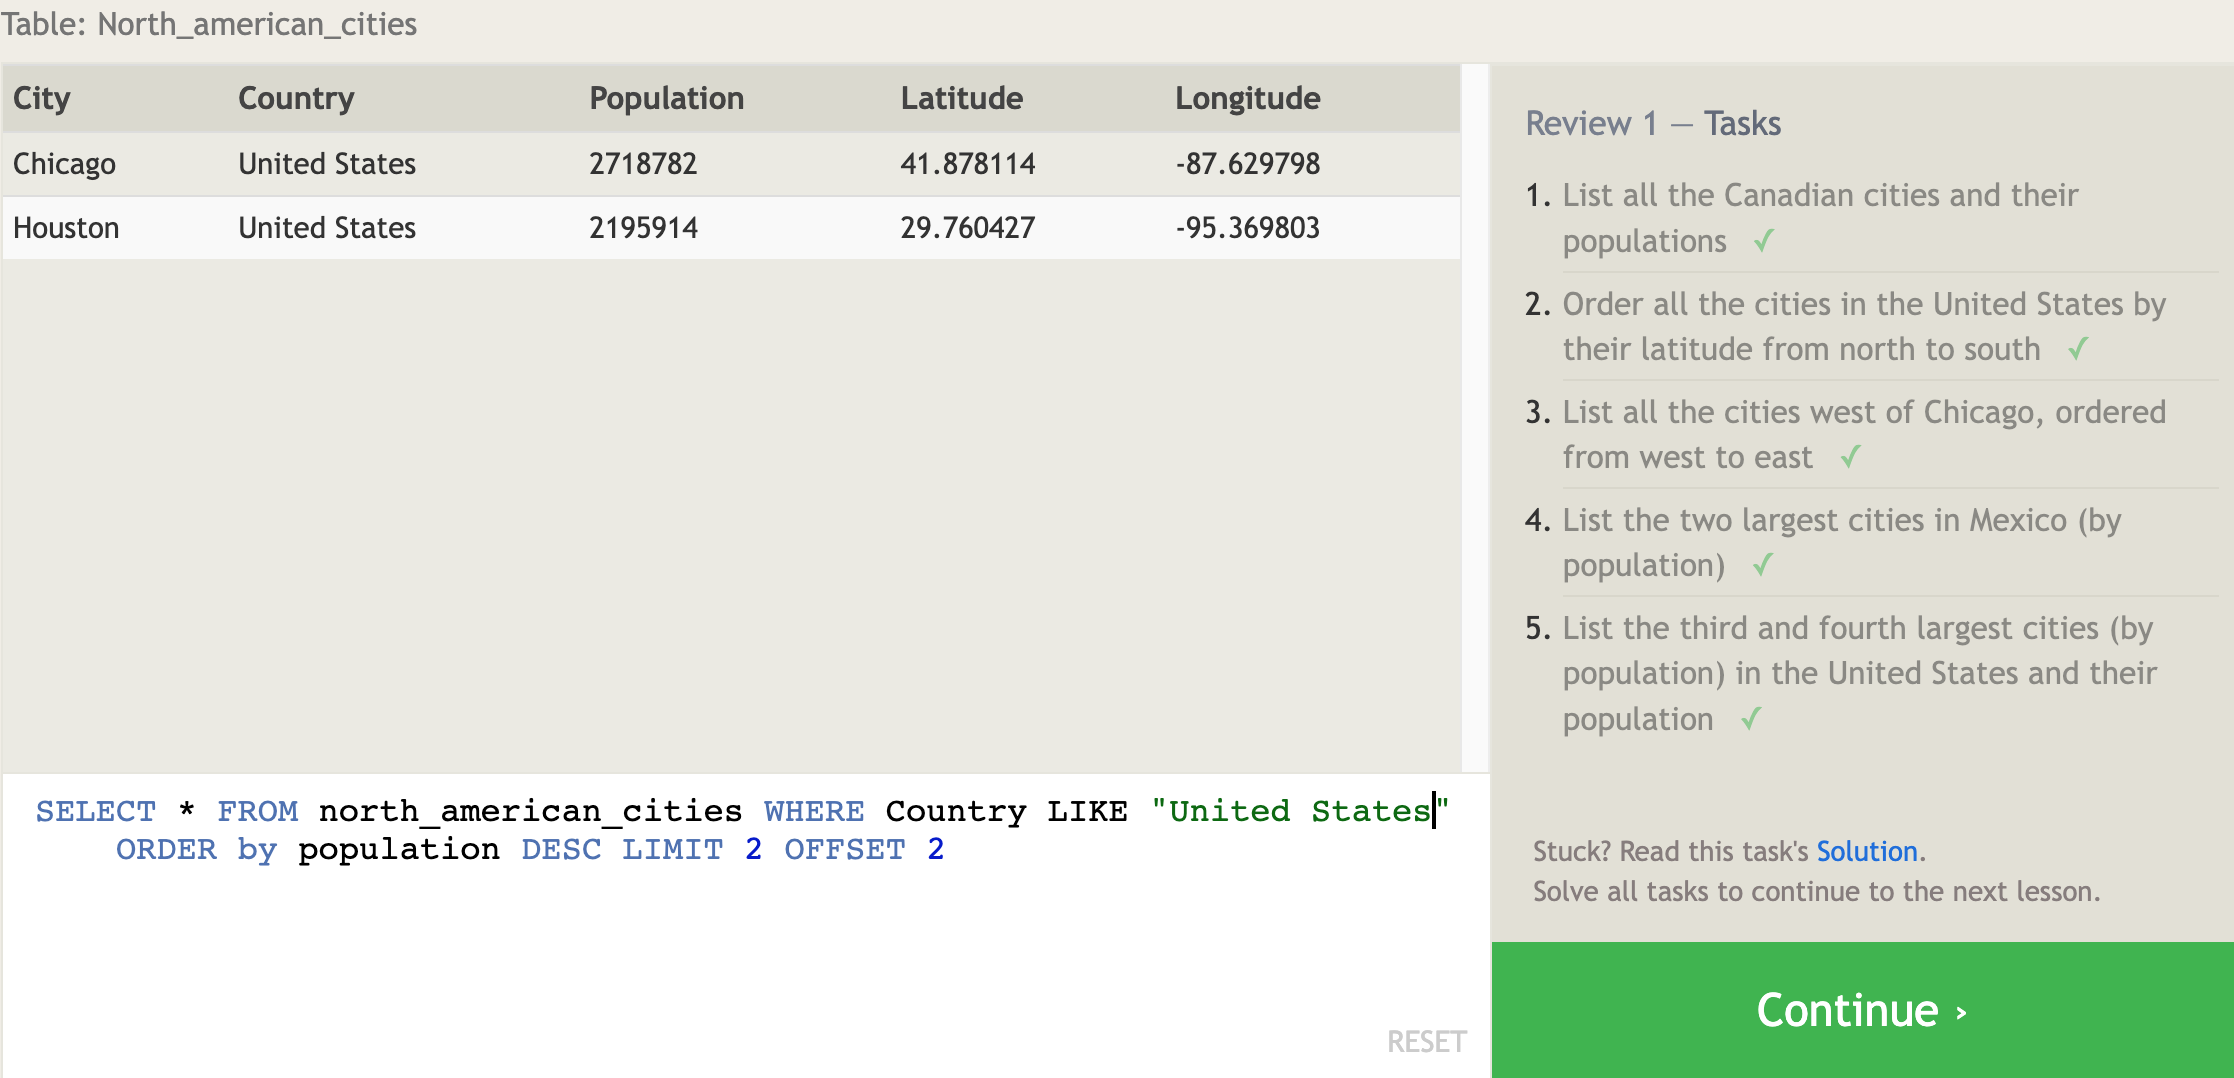 Table: North_american_cities
City Country Population Latitude Longitude
Chicago United States 2718782 41.878114 -87.629798
Houston United States 2195914 29.760427 -95.369803
SELECT * FROM north_american_cities WHERE Country LIKE "United States"
ORDER by population DESC LIMIT 2 OFFSET 2
RESET
Review 1 — Tasks
1. List all the Canadian cities and their
populations ✓
2. Order all the cities in the United States by
their latitude from north to south ✓
3. List all the cities west of Chicago, ordered
from west to east ✓
4. List the two largest cities in Mexico (by
population) ✓
5. List the third and fourth largest cities (by
population) in the United States and their
population ✓
Stuck? Read this task's Solution.
Solve all tasks to continue to the next lesson.
Continue ›